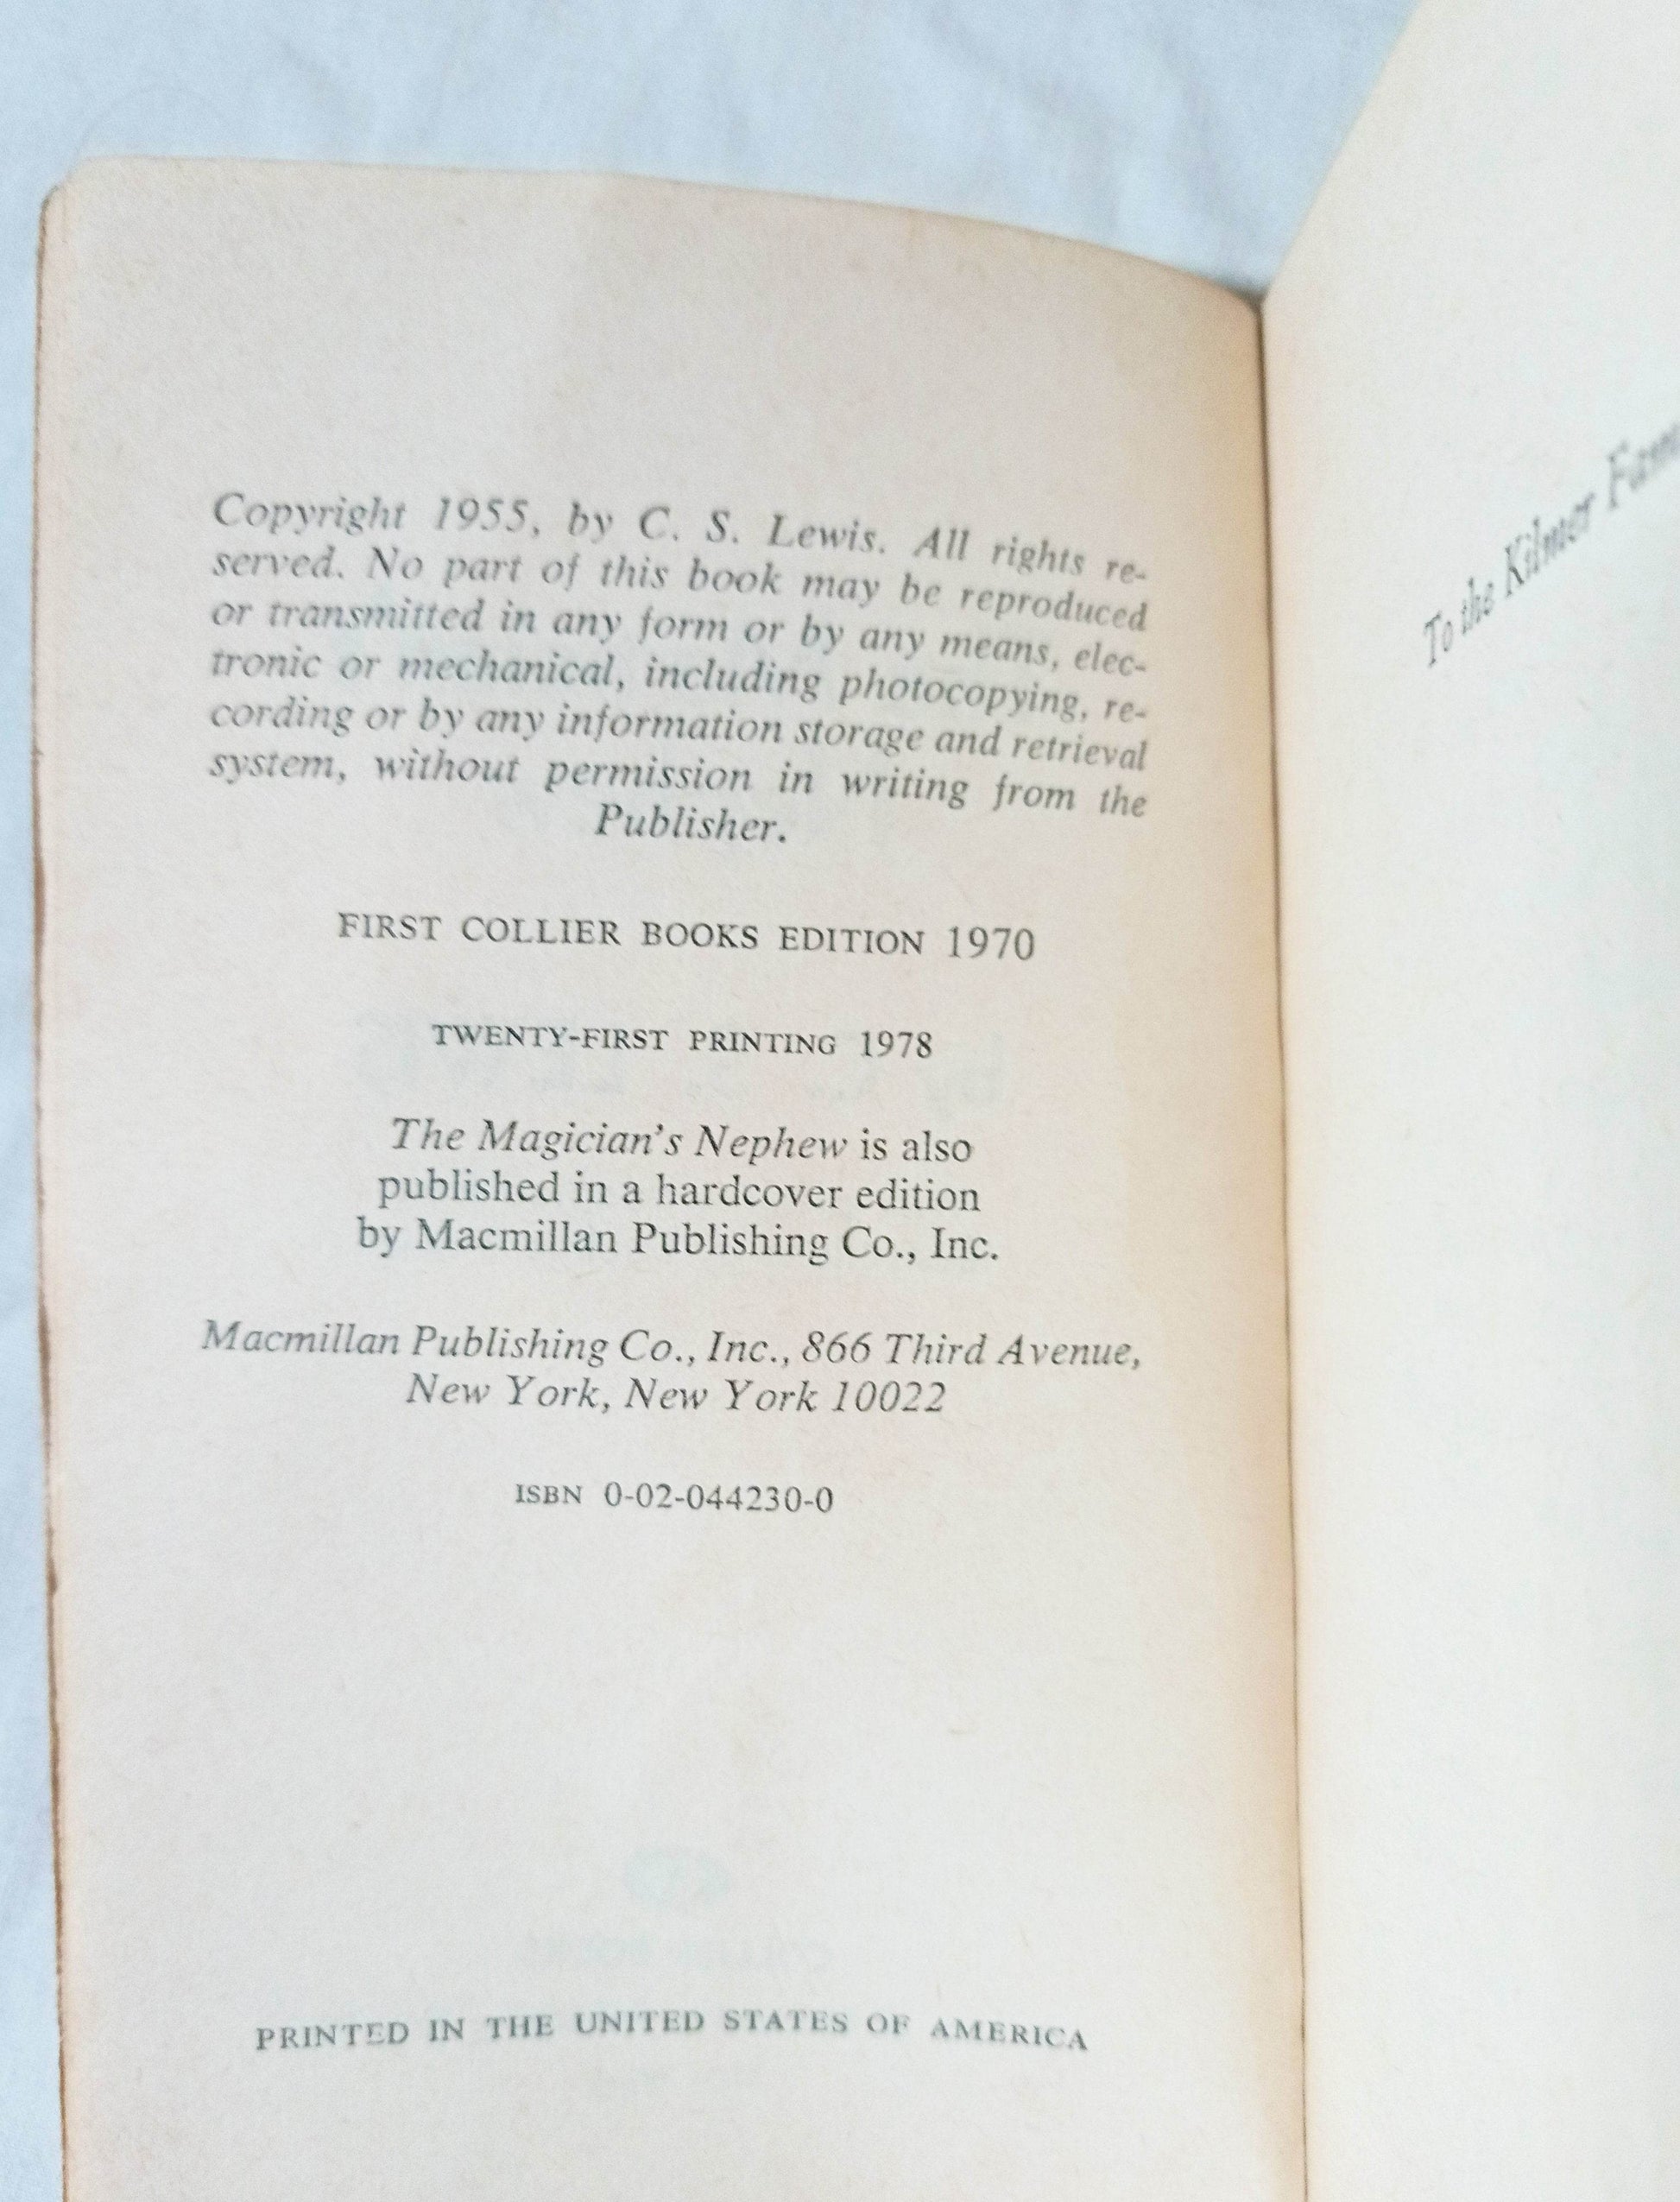 Copyright 1955, by C. S. Lewis. All rights re-
served. No part of this book may be reproduced
or transmitted in any form or by any means, elec-
tronic or mechanical, including photocopying, re-
cording or by any information storage and retrieval
system, without permission in writing from the
Publisher.
FIRST COLLIER BOOKS EDITION 1970
TWENTY-FIRST PRINTING 1978
The Magician's Nephew is also
published in a hardcover edition
by Macmillan Publishing Co., Inc.
Macmillan Publishing Co., Inc., 866 Third Avenue,
New York, New York 10022
ISBN 0-02-044230-0
PRINTED IN THE UNITED STATES OF AMERICA
To the Kilmer